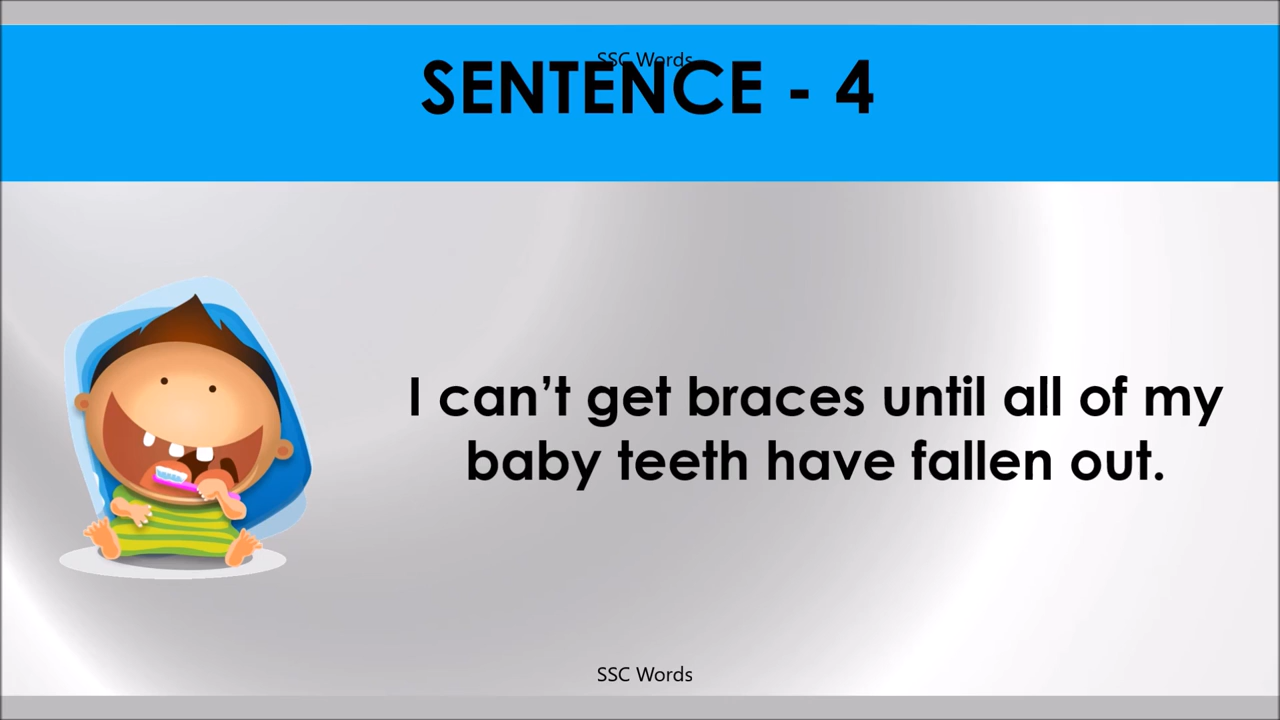 SSC Words
SENTENCE - 4
I can’t get braces until all of my
baby teeth have fallen out.
SSC Words